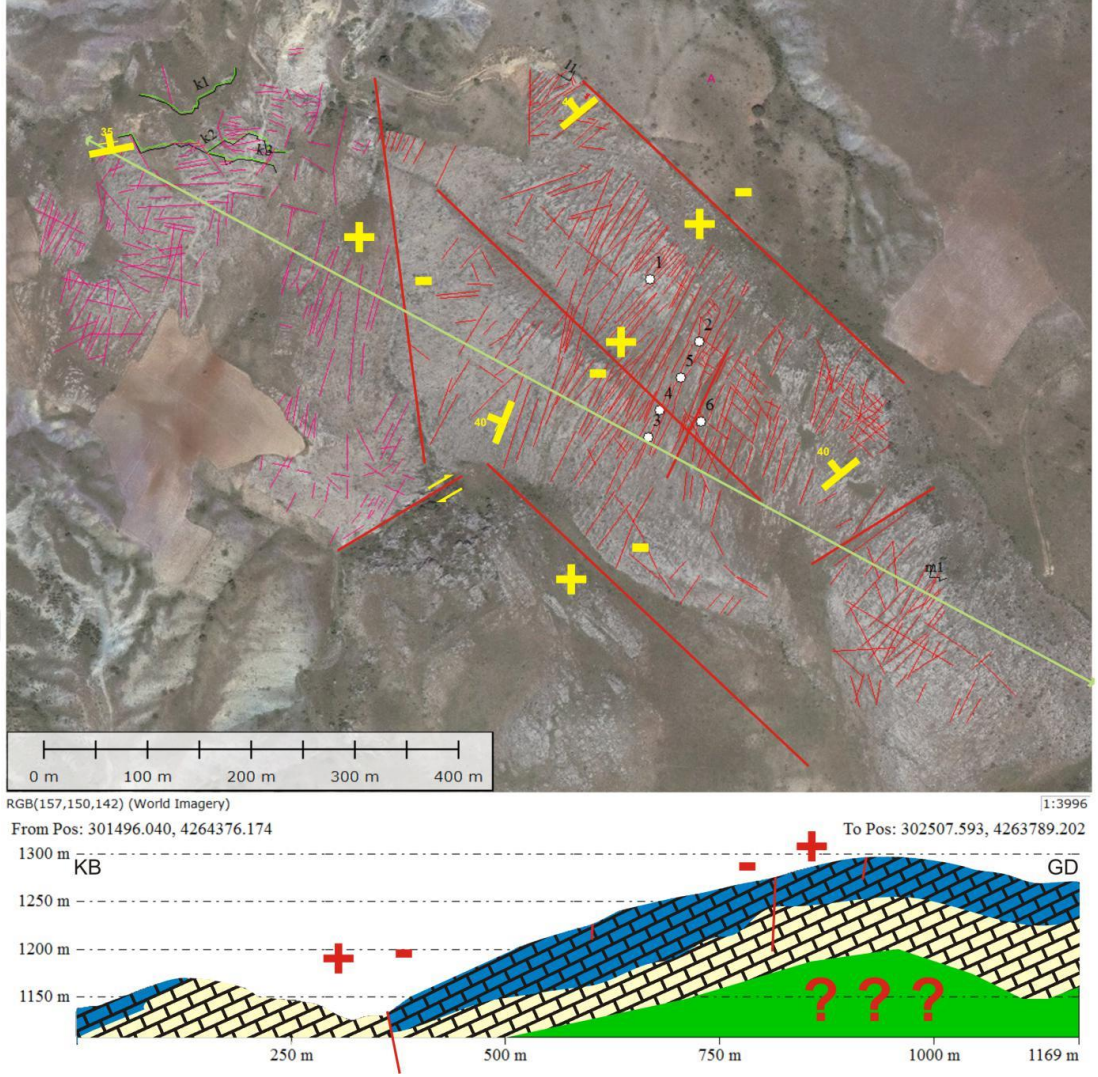 l1
A
k1
4
35
k2
k3
+
-
+
-
1
+
2
-
5
4
6
3
40
40
-
m1
+
0 m 100 m 200 m 300 m 400 m
RGB(157,150,142) (World Imagery) 1:3996
From Pos: 301496.040, 4264376.174 To Pos: 302507.593, 4263789.202
+
1300 m KB - GD
1250 m
1200 m + -
1150 m ? ? ?
250 m 500 m 750 m 1000 m 1169 m